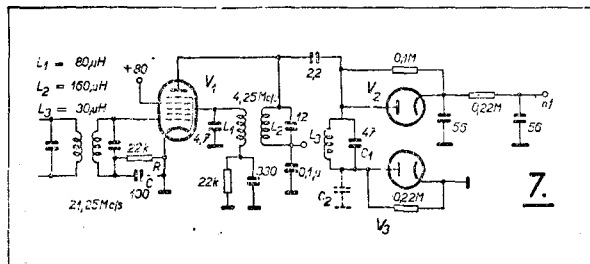 L1 = 80µH
L2 = 160µH
L3 = 30µH
+80
V1
2,2
0,1M
V2
4,25Mc/s
4,7
L1
L2
12
0,22M
nf
56
56
L3
47
C1
22k
R
C
100
22k
330
0,1µ
C2
0,22M
V3
21,25Mc/s
7.